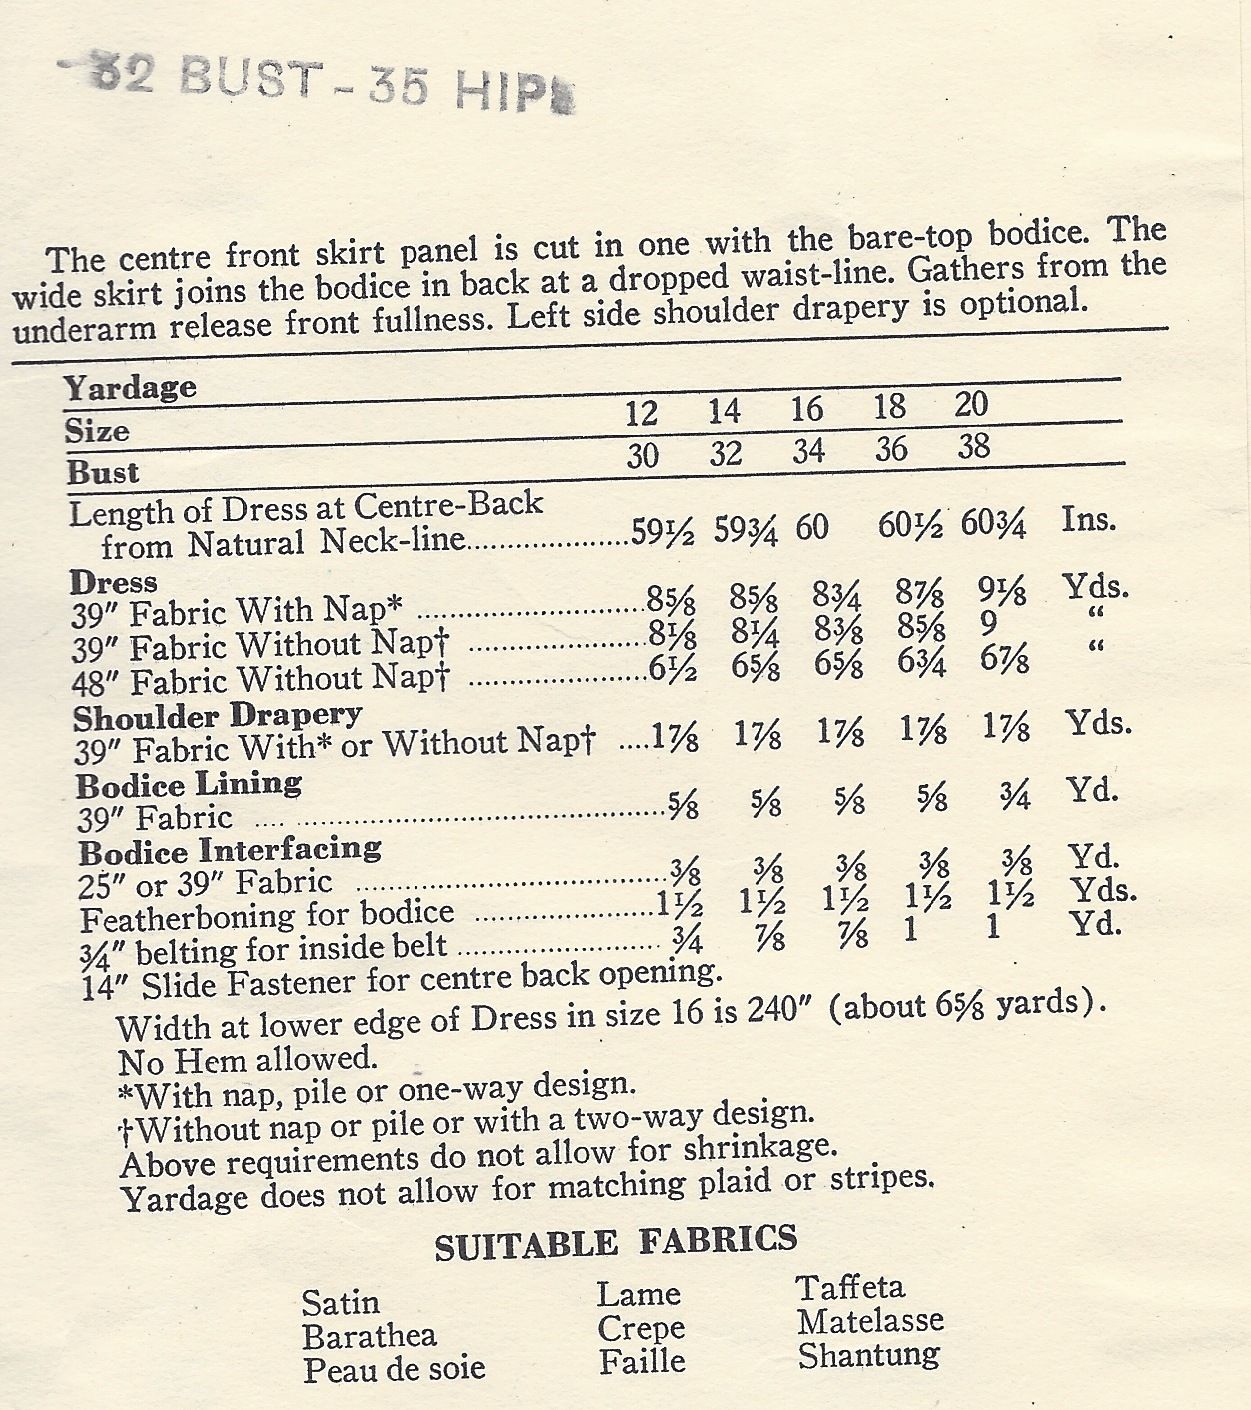 - 32 BUST - 35 HIP
The centre front skirt panel is cut in one with the bare-top bodice. The
wide skirt joins the bodice in back at a dropped waist-line. Gathers from the
underarm release front fullness. Left side shoulder drapery is optional.
Yardage
Size 12 14 16 18 20
Bust 30 32 34 36 38
Length of Dress at Centre-Back
from Natural Neck-line....................59½ 59¾ 60 60½ 60¾ Ins.
Dress
39″ Fabric With Nap* ............................8⅝ 8⅝ 8¾ 8⅞ 9⅛ Yds.
39″ Fabric Without Nap† ......................8⅛ 8¼ 8⅜ 8⅝ 9 “
48″ Fabric Without Nap† ......................6½ 6⅝ 6⅝ 6¾ 6⅞ “
Shoulder Drapery
39″ Fabric With* or Without Nap† ....1⅞ 1⅞ 1⅞ 1⅞ 1⅞ Yds.
Bodice Lining
39″ Fabric .... ..............................................⅝ ⅝ ⅝ ⅝ ¾ Yd.
Bodice Interfacing
25″ or 39″ Fabric .......................................⅜ ⅜ ⅜ ⅜ ⅜ Yd.
Featherboning for bodice ......................1½ 1½ 1½ 1½ 1½ Yds.
¾″ belting for inside belt ......................... ¾ ⅞ ⅞ 1 1 Yd.
14″ Slide Fastener for centre back opening.
Width at lower edge of Dress in size 16 is 240″ (about 6⅝ yards).
No Hem allowed.
*With nap, pile or one-way design.
†Without nap or pile or with a two-way design.
Above requirements do not allow for shrinkage.
Yardage does not allow for matching plaid or stripes.
SUITABLE FABRICS
Satin Lame Taffeta
Barathea Crepe Matelasse
Peau de soie Faille Shantung